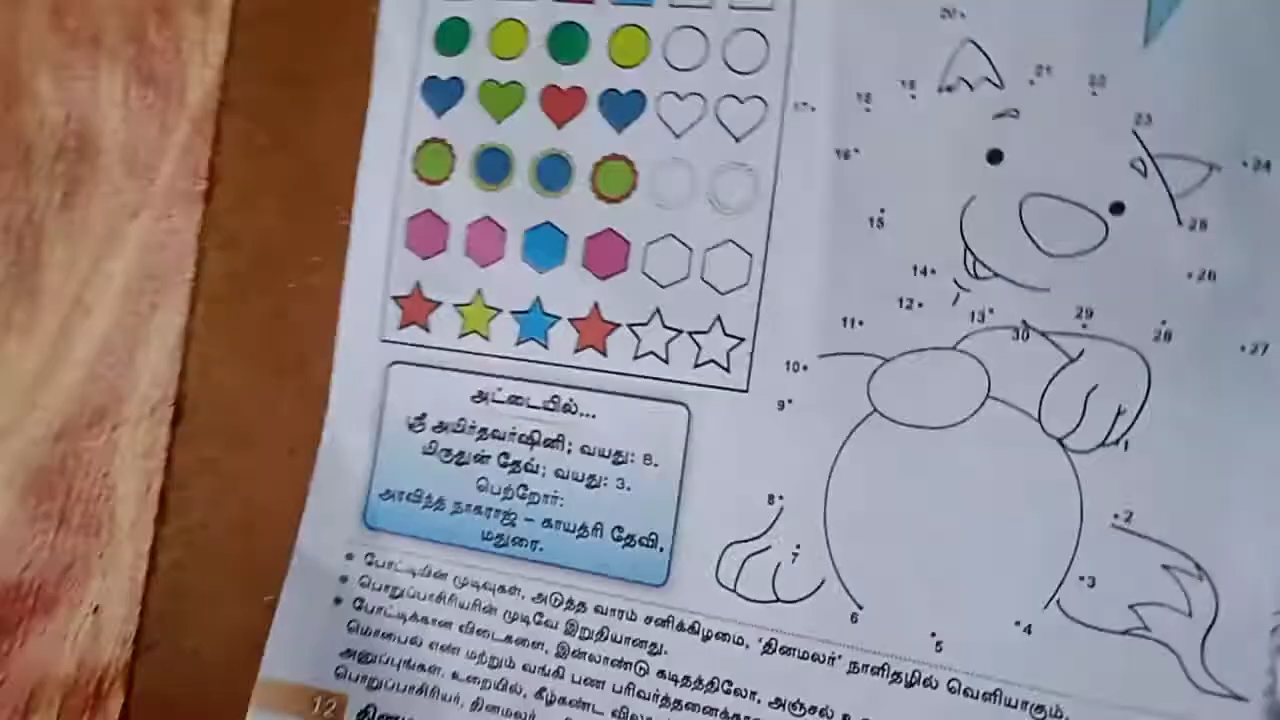 20
21
22
19
18
17
23
24
16
25
15
26
14
12
13
29
30
28
27
11
10
9
1
8
2
7
3
6
4
5
அட்டையில்...
ஸ்ரீ அமிர்தவர்ஷினி; வயது: 8.
மிருதுன் தேவ்; வயது: 3.
பெற்றோர்:
அரவிந்த நாகராஜ் – காயத்ரி தேவி,
மதுரை.
• போட்டியின் முடிவுகள், அடுத்த வாரம் சனிக்கிழமை, 'தினமலர்' நாளிதழில் வெளியாகும்.
• பொறுப்பாசிரியரின் முடிவே இறுதியானது.
• போட்டிக்கான விடைகளை, இன்லாண்டு கடிதத்திலோ, அஞ்சல்
மொபைல் எண் மற்றும் வங்கி பண பரிவர்த்தனைக்கான
அனுப்புங்கள். உறையில், கீழ்கண்ட
பொறுப்பாசிரியர், தினமலர்
12